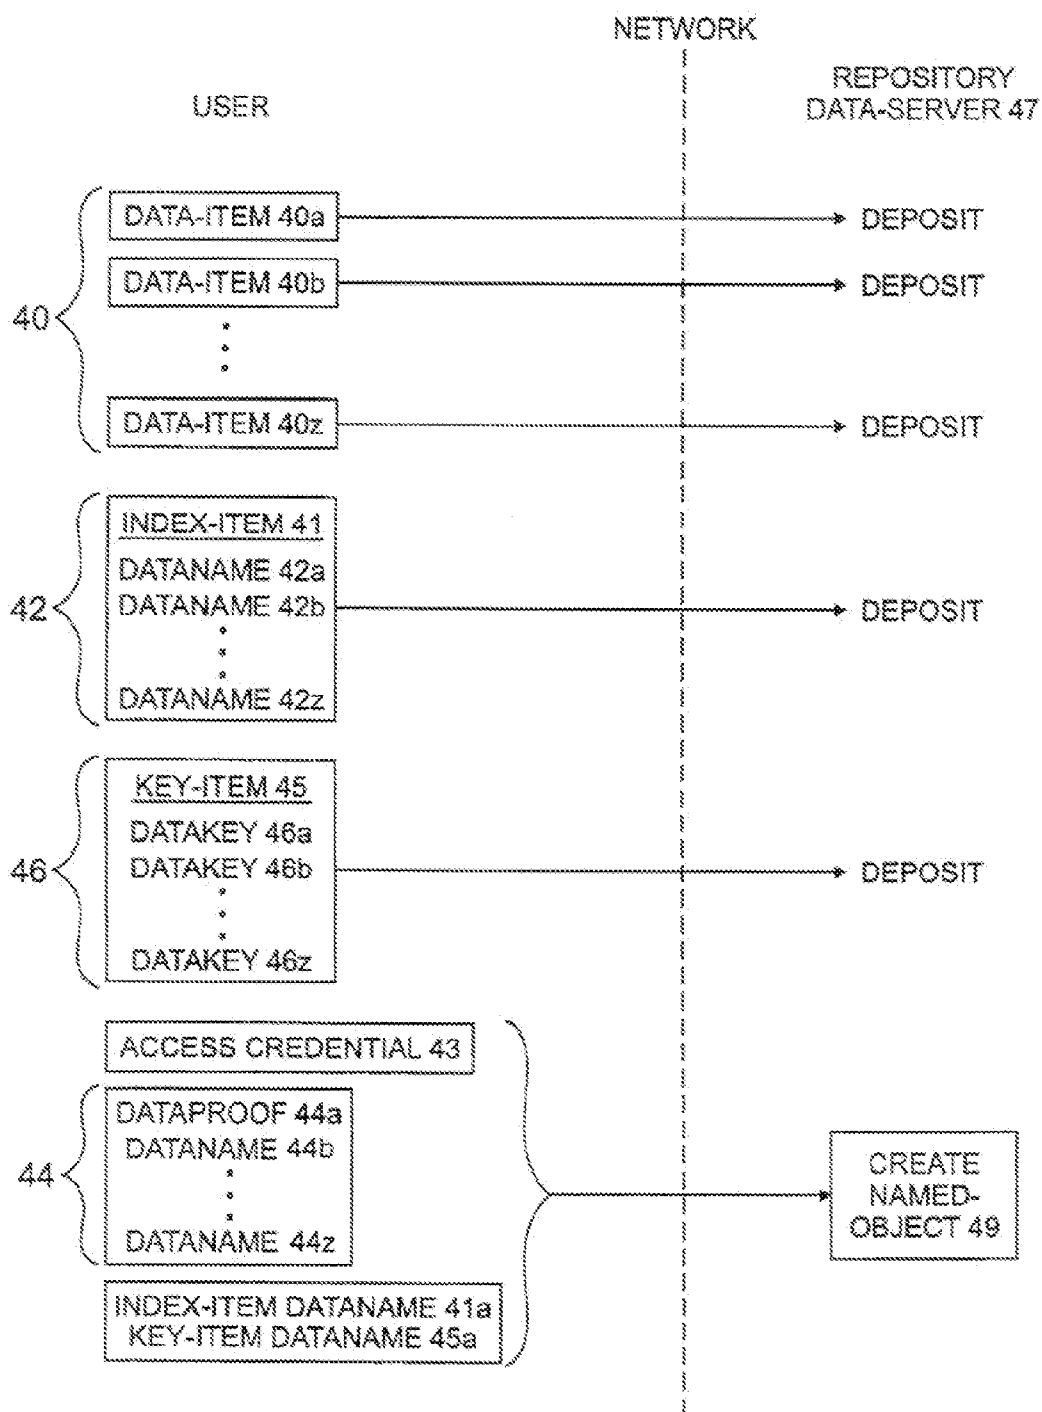 NETWORK
USER
REPOSITORY
DATA-SERVER 47
40
DATA-ITEM 40a
DEPOSIT
DATA-ITEM 40b
DEPOSIT
DATA-ITEM 40z
DEPOSIT
42
INDEX-ITEM 41
DATANAME 42a
DATANAME 42b
DATANAME 42z
DEPOSIT
46
KEY-ITEM 45
DATAKEY 46a
DATAKEY 46b
DATAKEY 46z
DEPOSIT
ACCESS CREDENTIAL 43
44
DATAPROOF 44a
DATANAME 44b
DATANAME 44z
INDEX-ITEM DATANAME 41a
KEY-ITEM DATANAME 45a
CREATE
NAMED-
OBJECT 49